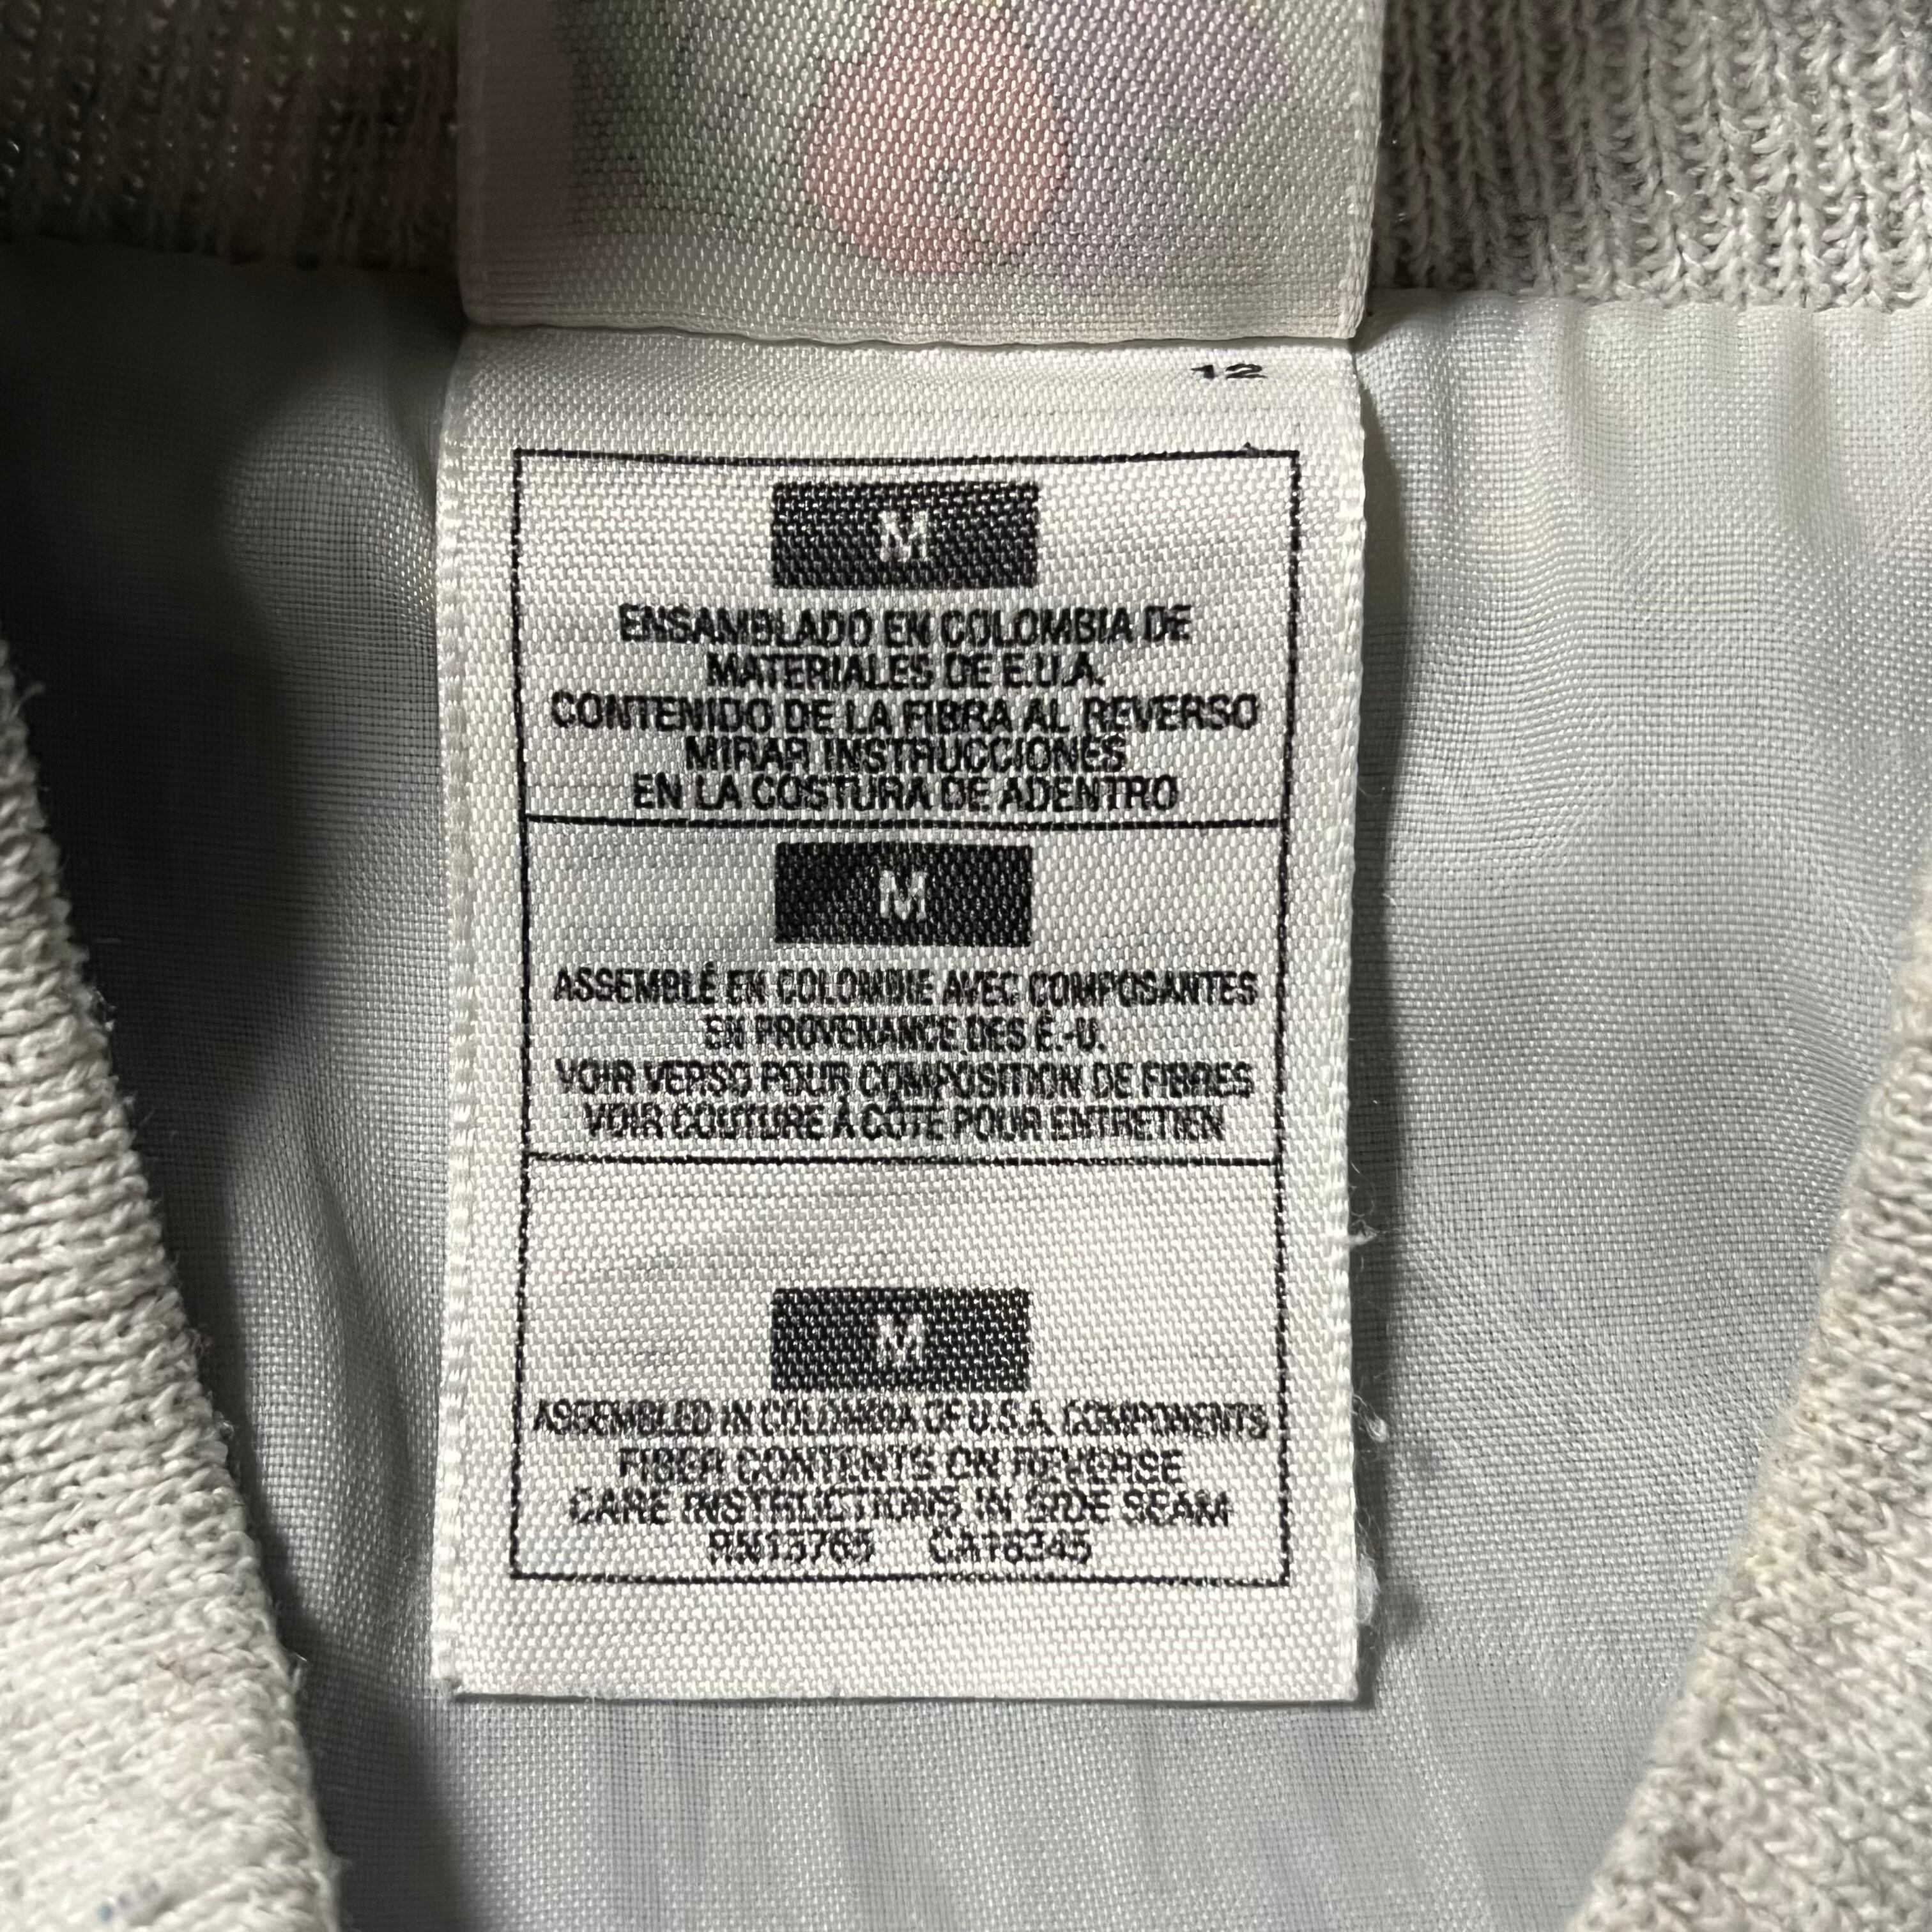 12
M
ENSAMBLADO EN COLOMBIA DE
MATERIALES DE E.U.A.
CONTENIDO DE LA FIBRA AL REVERSO
MIRAR INSTRUCCIONES
EN LA COSTURA DE ADENTRO
M
ASSEMBLÉ EN COLOMBIE AVEC COMPOSANTES
EN PROVENANCE DES É.-U.
VOIR VERSO POUR COMPOSITION DE FIBRES
VOIR COUTURE À CÔTÉ POUR ENTRETIEN
M
ASSEMBLED IN COLOMBIA OF U.S.A. COMPONENTS
FIBER CONTENTS ON REVERSE
CARE INSTRUCTIONS IN SIDE SEAM
RN15765 CA18345